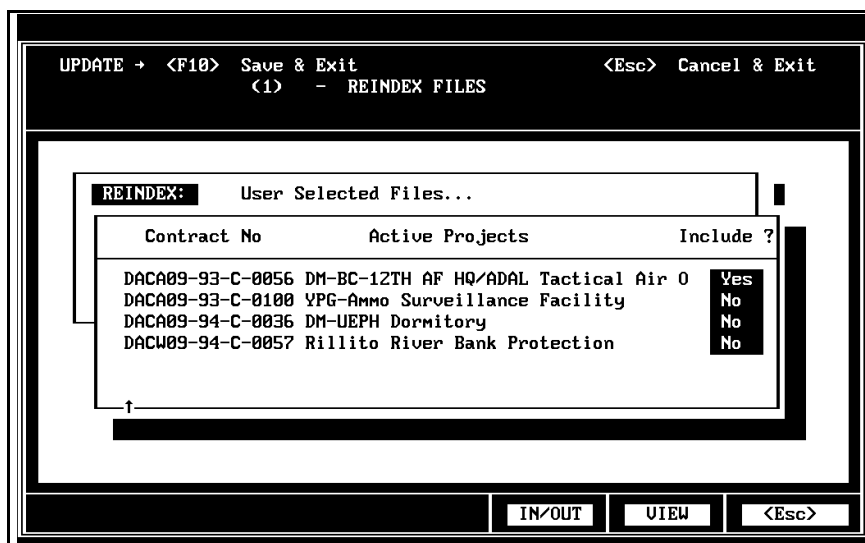 UPDATE → <F10> Save & Exit <Esc> Cancel & Exit
(1) - REINDEX FILES
REINDEX: User Selected Files...
Contract No Active Projects Include ?
DACA09-93-C-0056 DM-BC-12TH AF HQ/ADAL Tactical Air O Yes
DACA09-93-C-0100 YPG-Ammo Surveillance Facility No
DACA09-94-C-0036 DM-UEPH Dormitory No
DACW09-94-C-0057 Rillito River Bank Protection No
↑
IN/OUT VIEW <Esc>